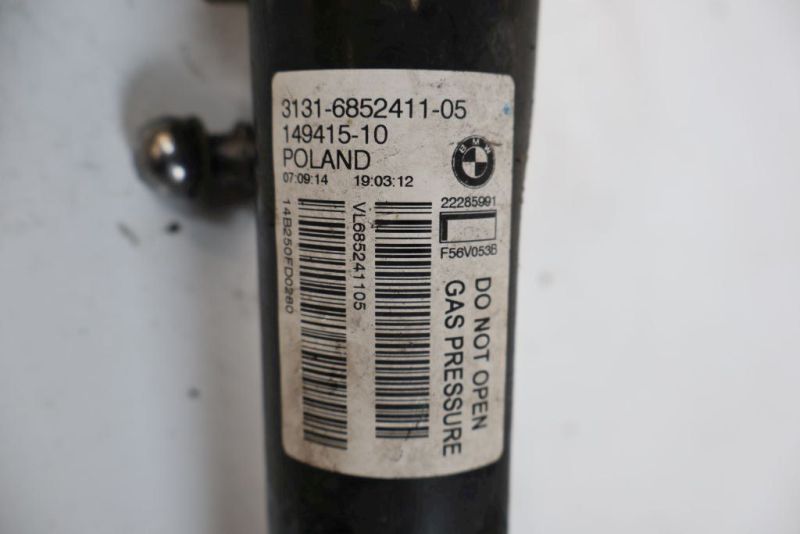 3131-6852411-05
149415-10
POLAND
07:09:14 19:03:12
BMW
22285991
L
F56V053B
14B250FD0280
VL685241105
DO NOT OPEN
GAS PRESSURE